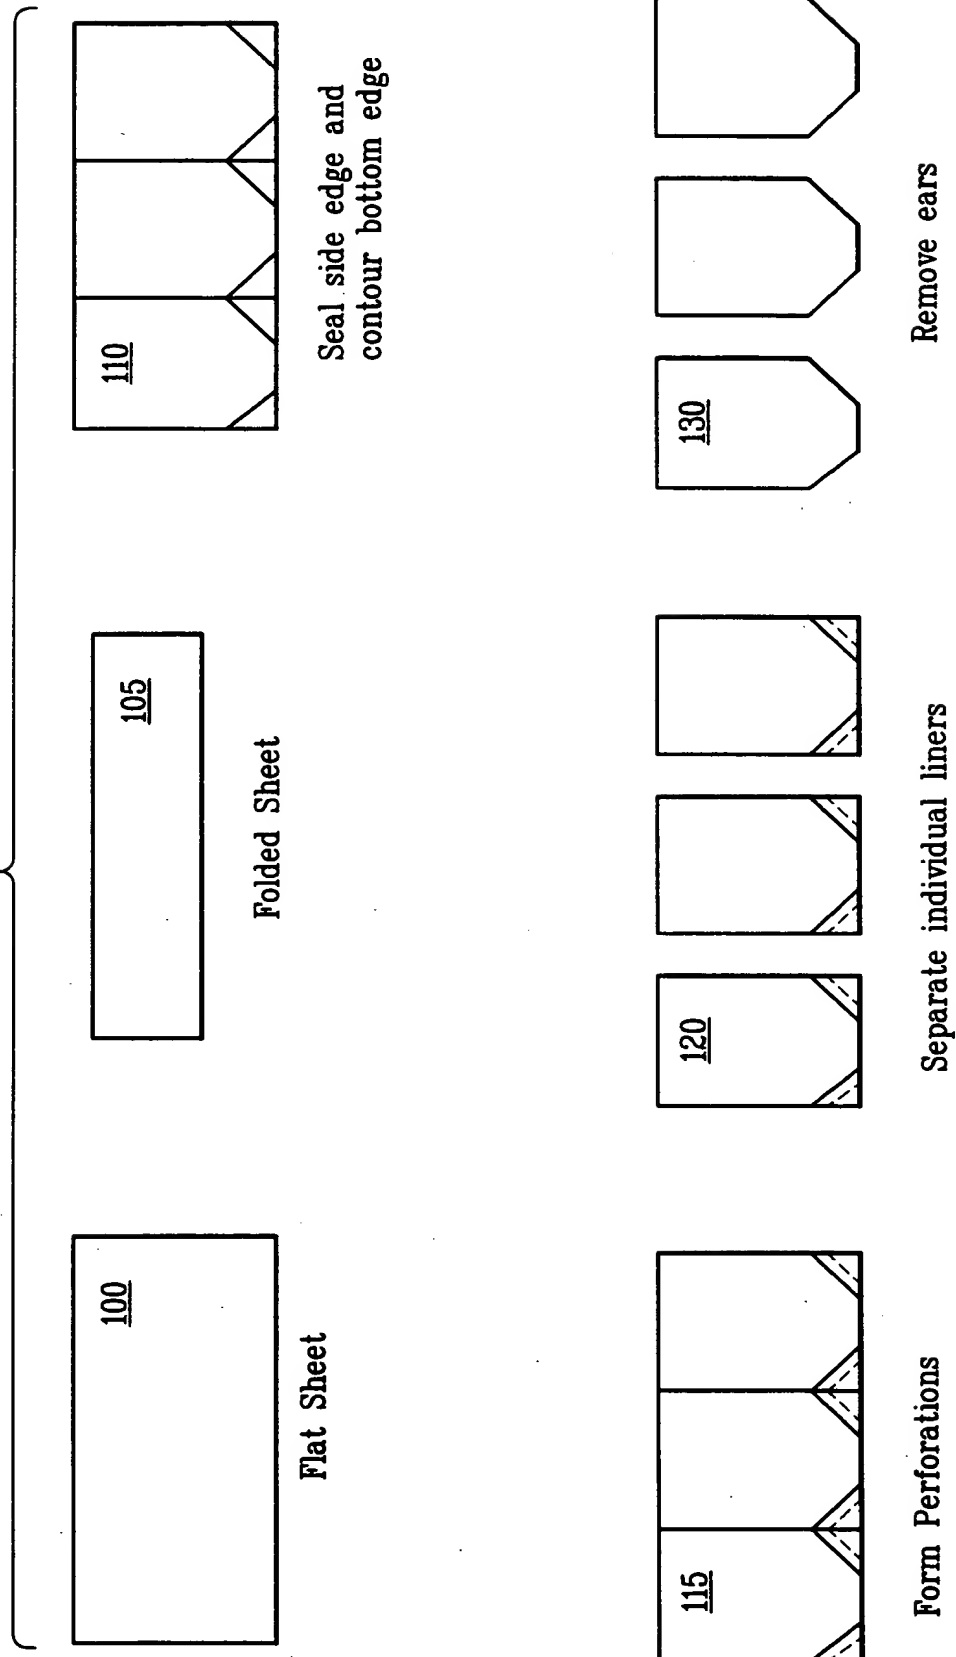 100
Flat Sheet
105
Folded Sheet
110
Seal side edge and
contour bottom edge
115
Form Perforations
120
Separate individual liners
130
Remove ears